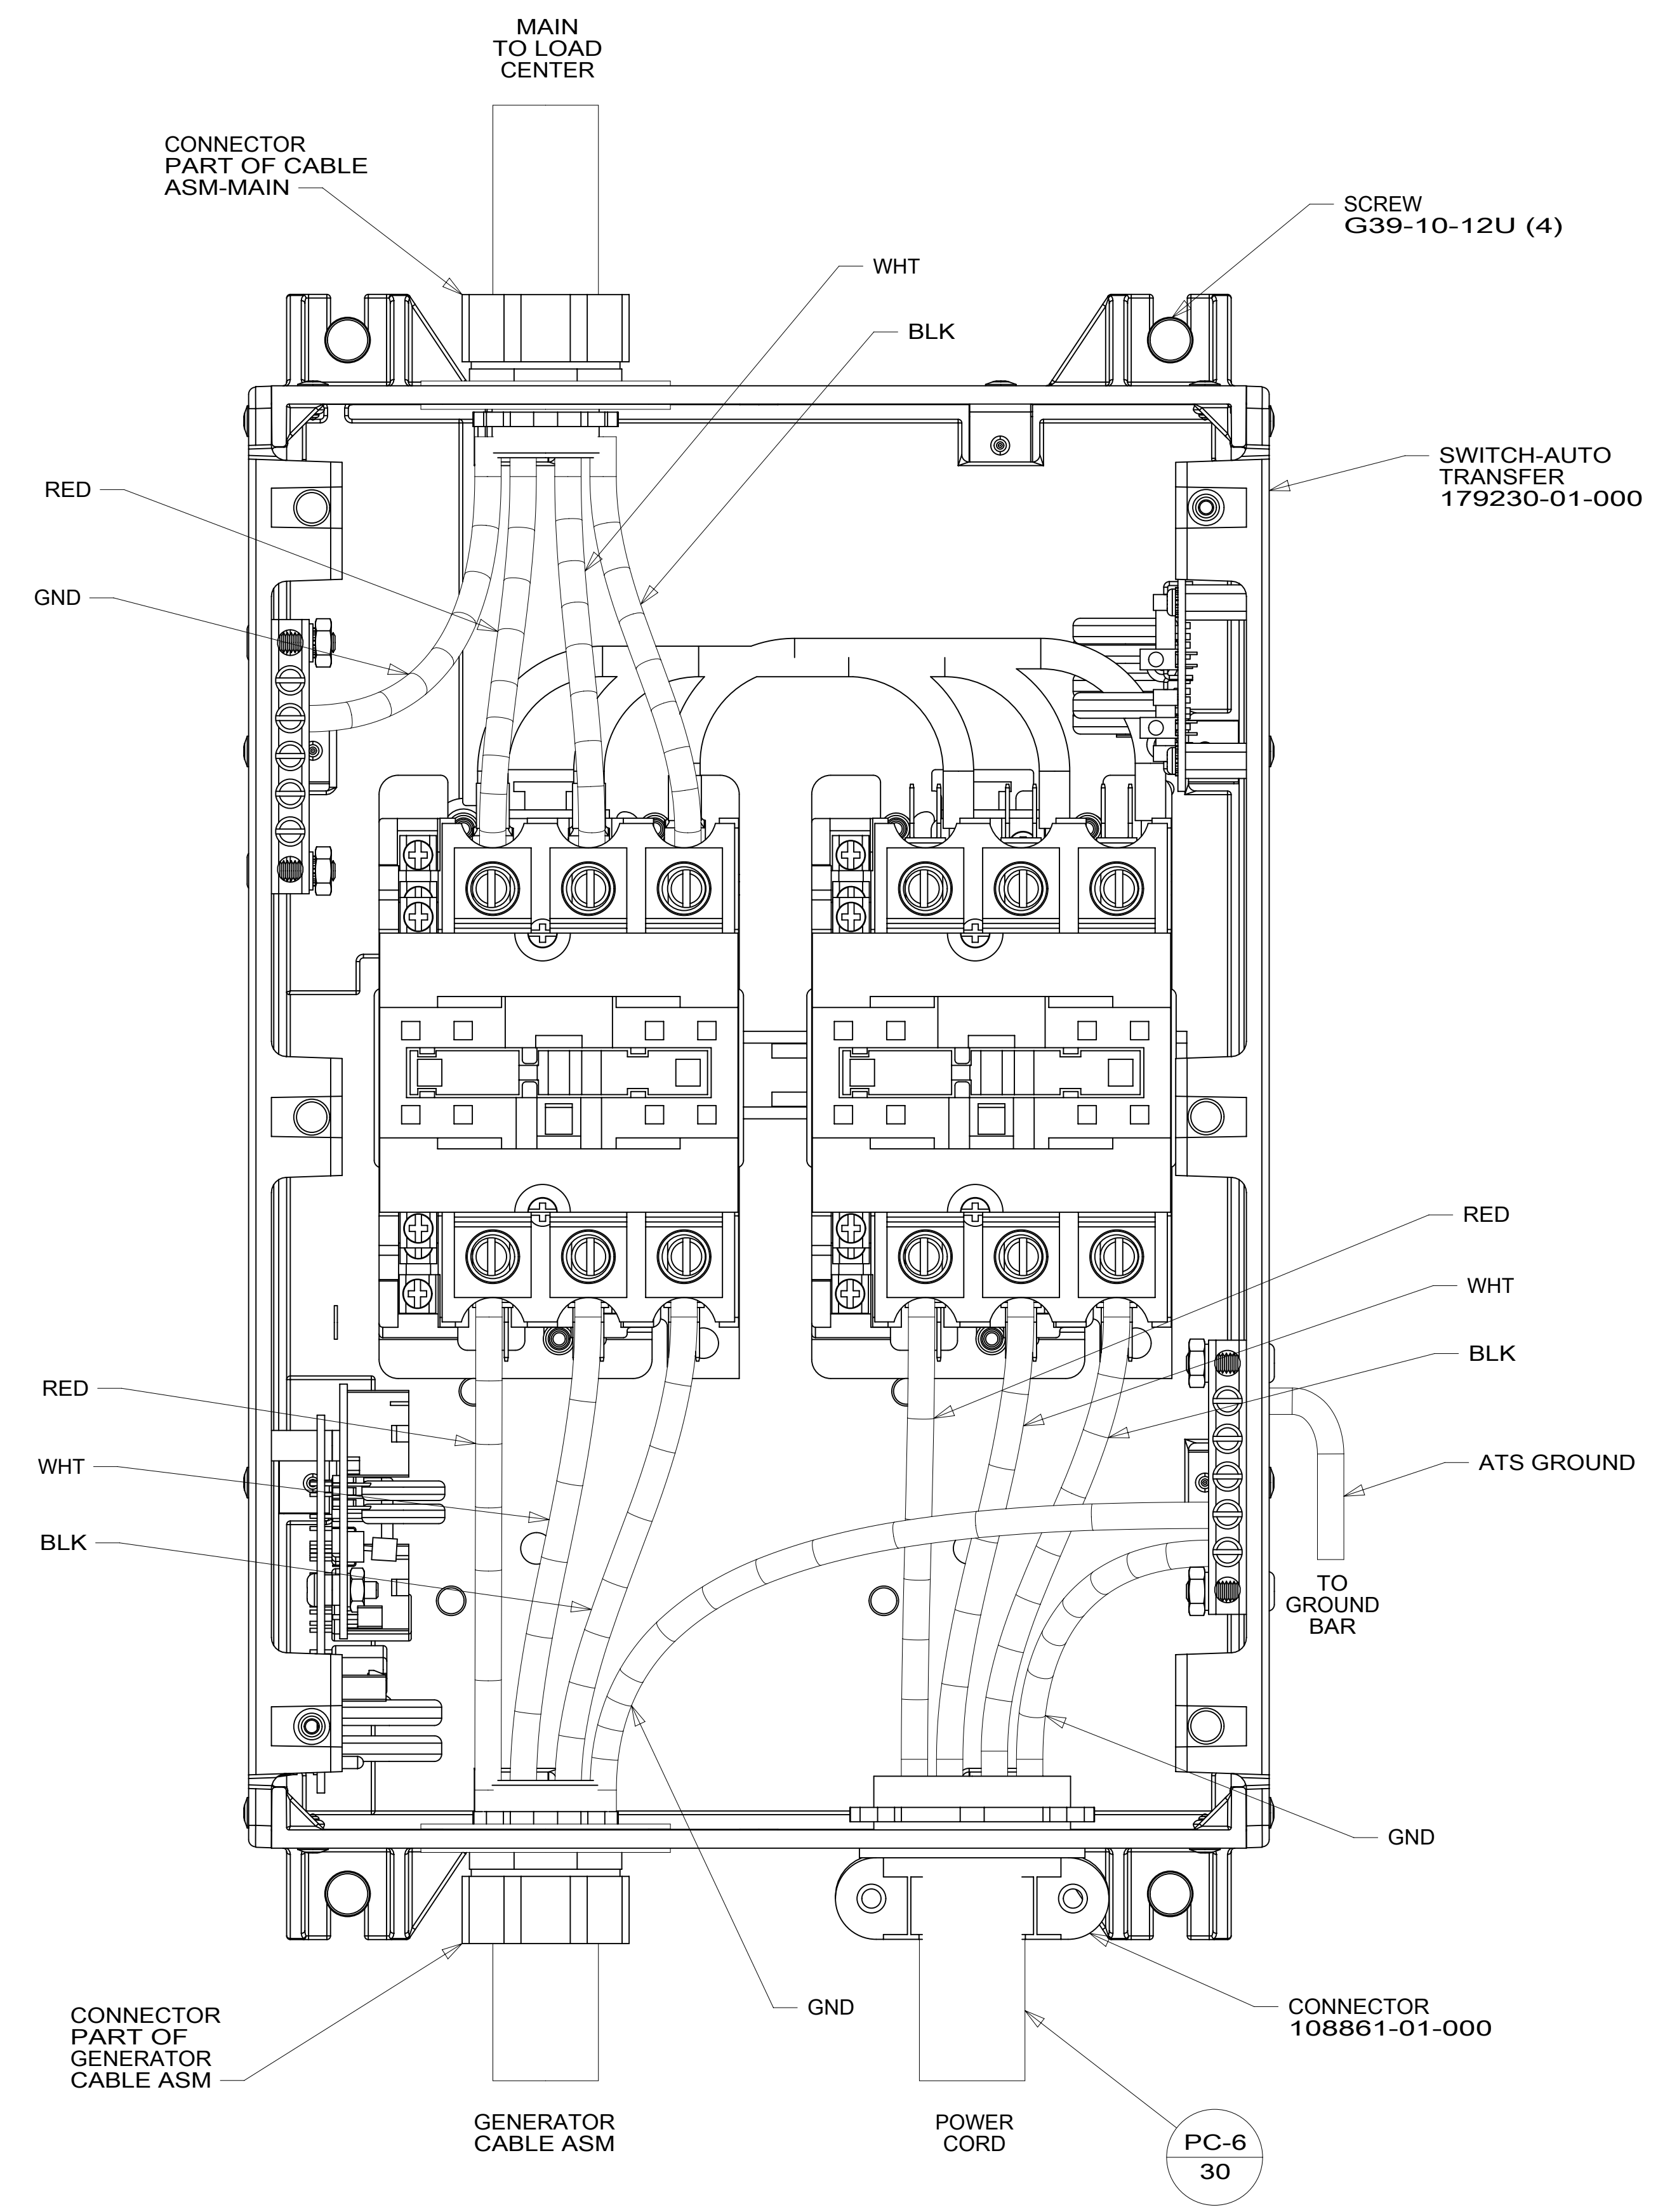 MAIN
TO LOAD
CENTER
CONNECTOR
PART OF CABLE
ASM-MAIN
SCREW
G39-10-12U (4)
WHT
BLK
SWITCH-AUTO
TRANSFER
179230-01-000
RED
GND
RED
WHT
BLK
RED
WHT
BLK
ATS GROUND
TO
GROUND
BAR
GND
GND
CONNECTOR
108861-01-000
CONNECTOR
PART OF
GENERATOR
CABLE ASM
GENERATOR
CABLE ASM
POWER
CORD
PC-6
30